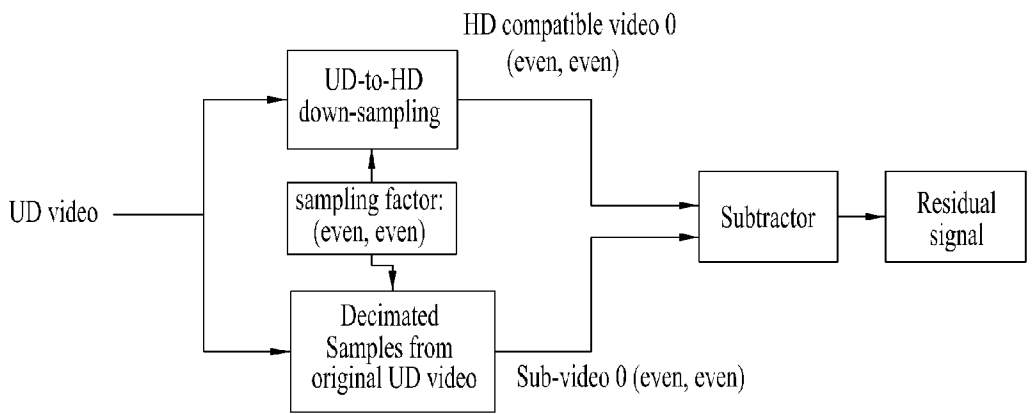 HD compatible video 0
(even, even)
UD-to-HD
down-sampling
UD video
sampling factor:
(even, even)
Subtractor
Residual
signal
Decimated
Samples from
original UD video
Sub-video 0 (even, even)